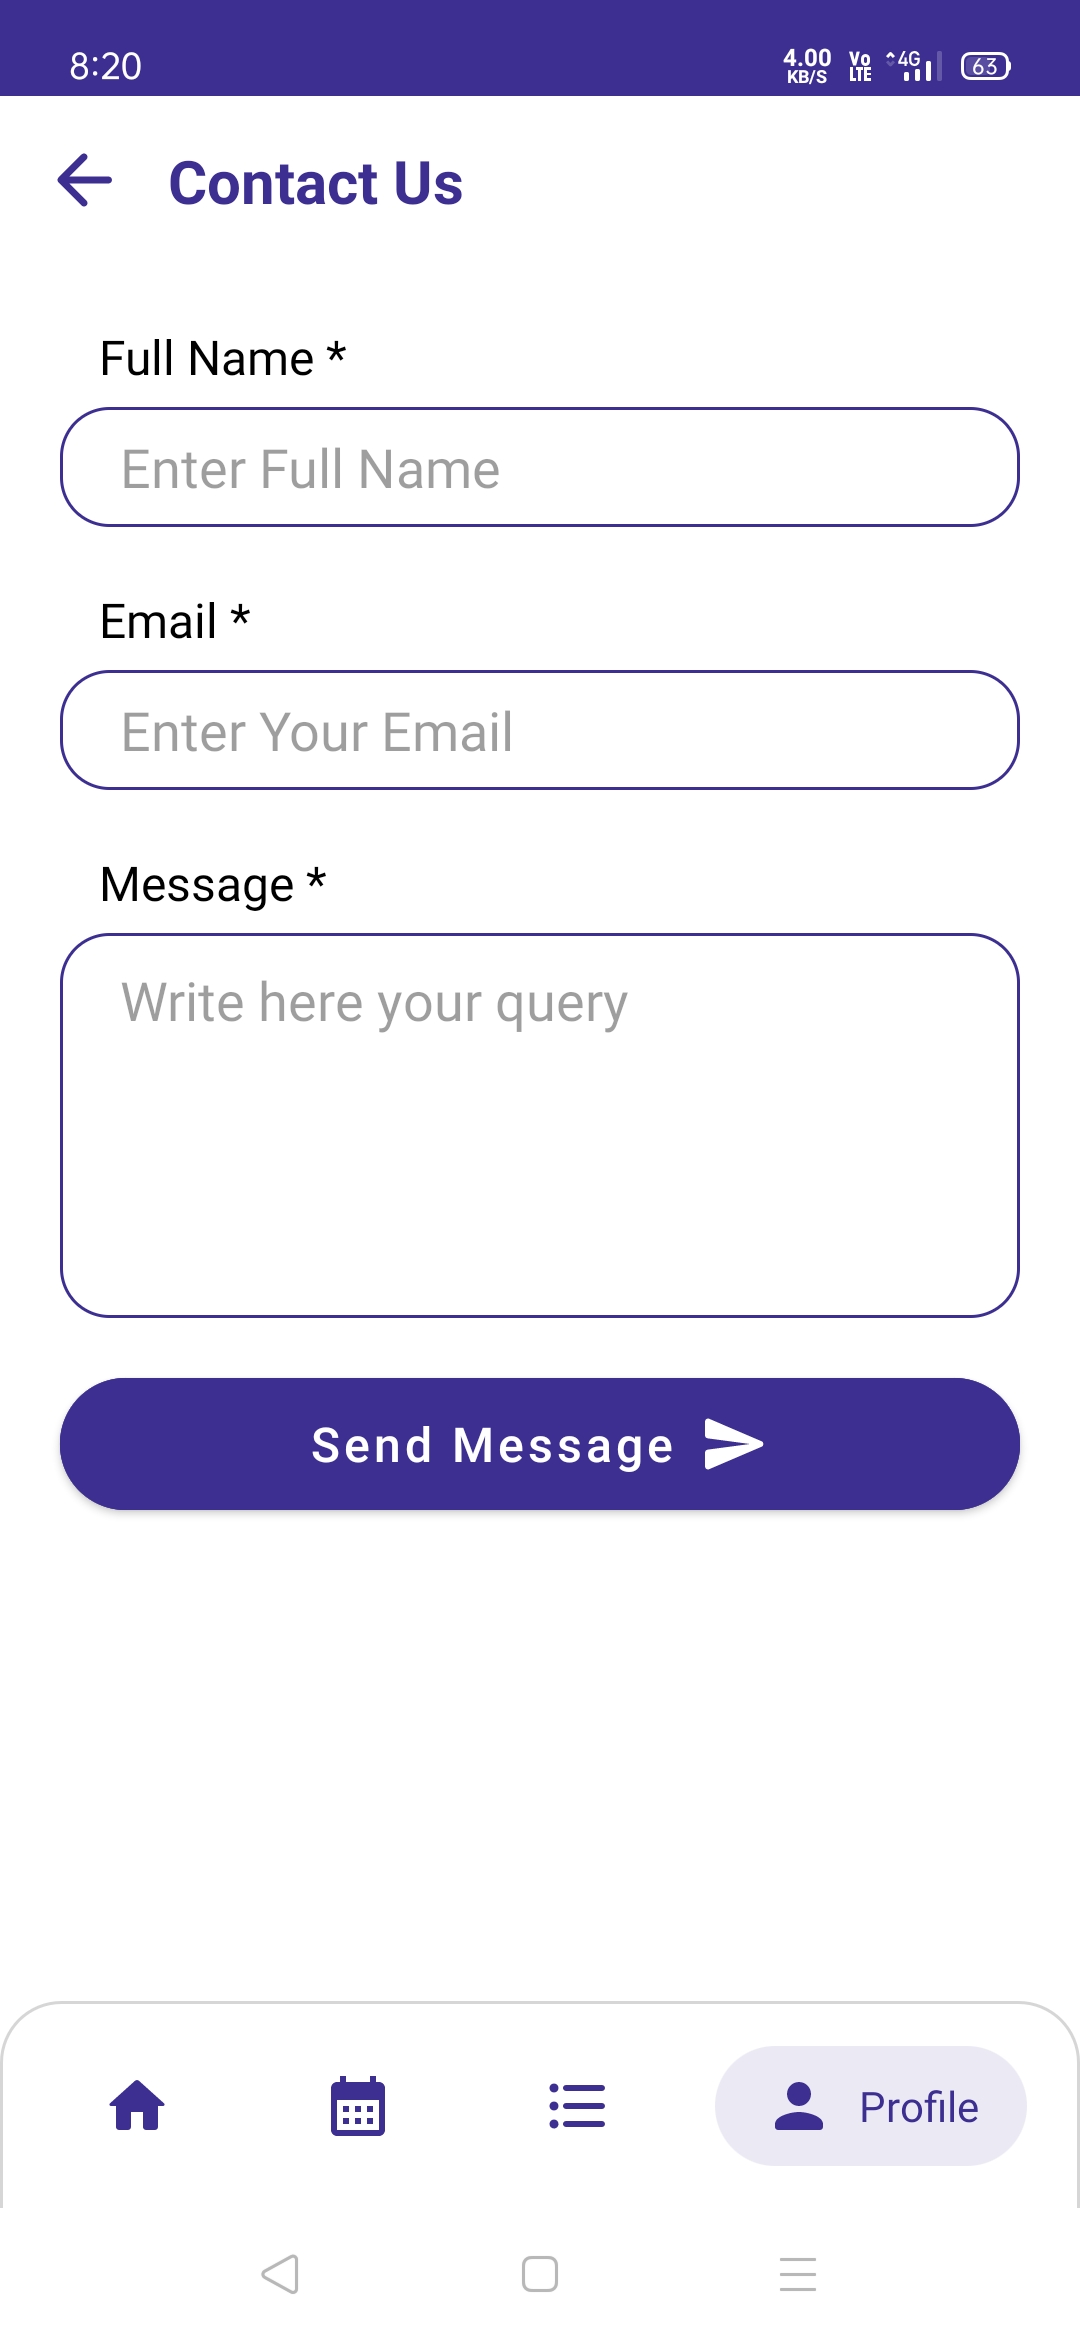 8:20
4.00 KB/S Vo LTE 4G 63
Contact Us
Full Name *
Enter Full Name
Email *
Enter Your Email
Message *
Write here your query
Send Message
Profile